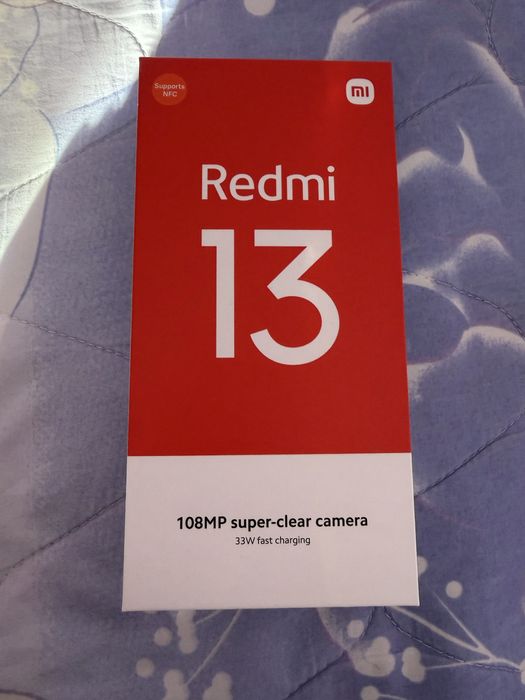 Supports
NFC
mi
Redmi
13
108MP super-clear camera
33W fast charging